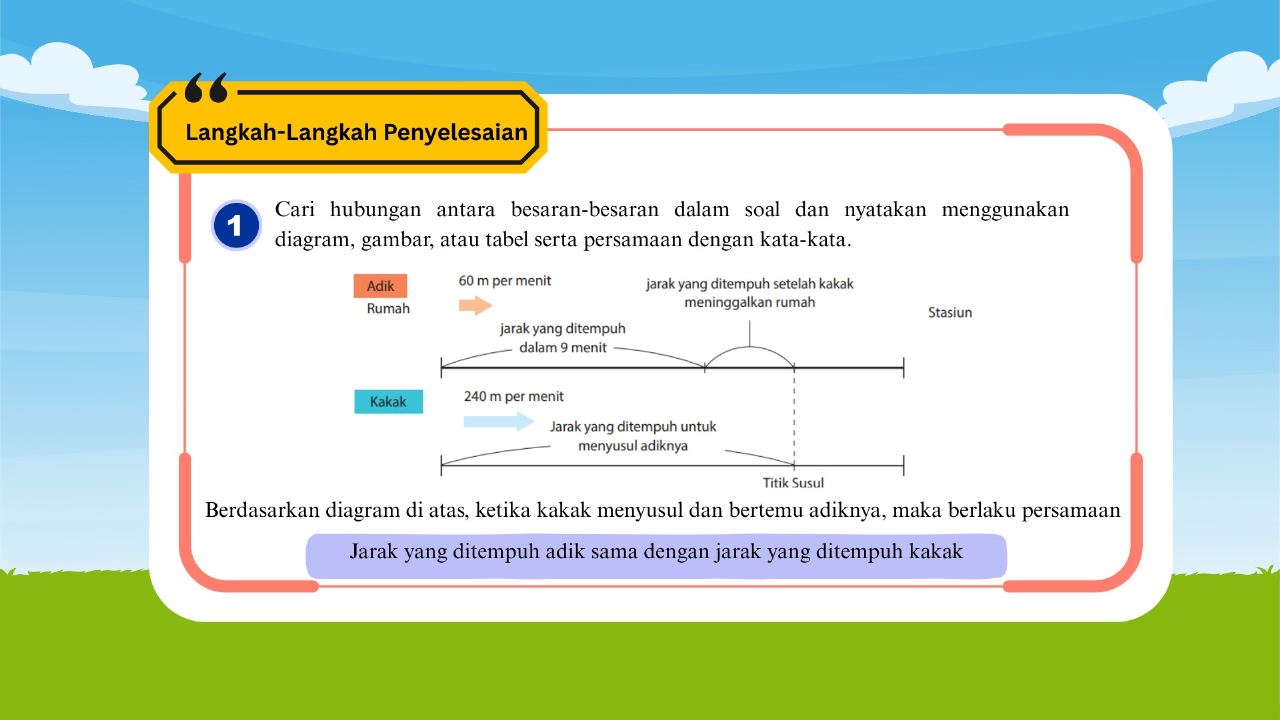 Langkah-Langkah Penyelesaian
1
Cari hubungan antara besaran-besaran dalam soal dan nyatakan menggunakan
diagram, gambar, atau tabel serta persamaan dengan kata-kata.
Adik
Rumah
60 m per menit
jarak yang ditempuh setelah kakak
meninggalkan rumah
Stasiun
jarak yang ditempuh
dalam 9 menit
Kakak
240 m per menit
Jarak yang ditempuh untuk
menyusul adiknya
Titik Susul
Berdasarkan diagram di atas, ketika kakak menyusul dan bertemu adiknya, maka berlaku persamaan
Jarak yang ditempuh adik sama dengan jarak yang ditempuh kakak